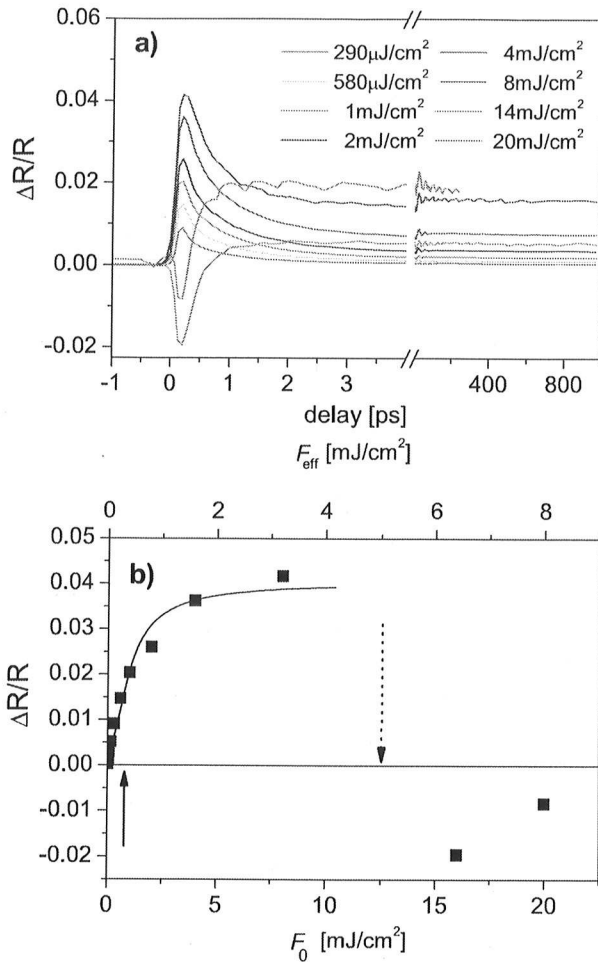 a)
0.06
0.04
0.02
0.00
-0.02
ΔR/R
290μJ/cm²
580μJ/cm²
1mJ/cm²
2mJ/cm²
4mJ/cm²
8mJ/cm²
14mJ/cm²
20mJ/cm²
-1 0 1 2 3 400 800
delay [ps]
F_eff [mJ/cm²]
0 2 4 6 8
b)
0.05
0.04
0.03
0.02
0.01
0.00
-0.01
-0.02
ΔR/R
0 5 10 15 20
F_0 [mJ/cm²]